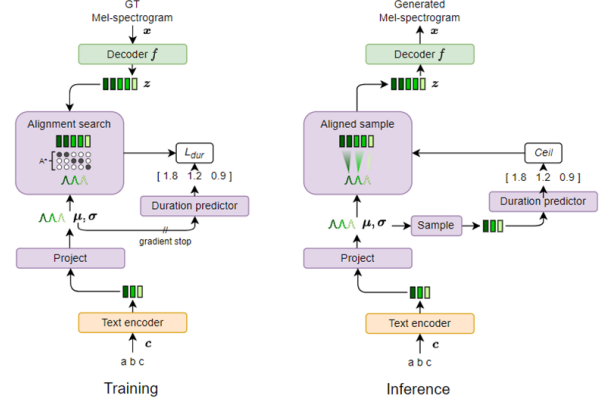 GT
Mel-spectrogram
x
Decoder f
z
Alignment search
A*
L_dur
[ 1.8 1.2 0.9 ]
Duration predictor
μ, σ
//
gradient stop
Project
Text encoder
c
a b c
Training
Generated
Mel-spectrogram
x
Decoder f
z
Aligned sample
Ceil
[ 1.8 1.2 0.9 ]
Duration predictor
μ, σ
Sample
Project
Text encoder
c
a b c
Inference